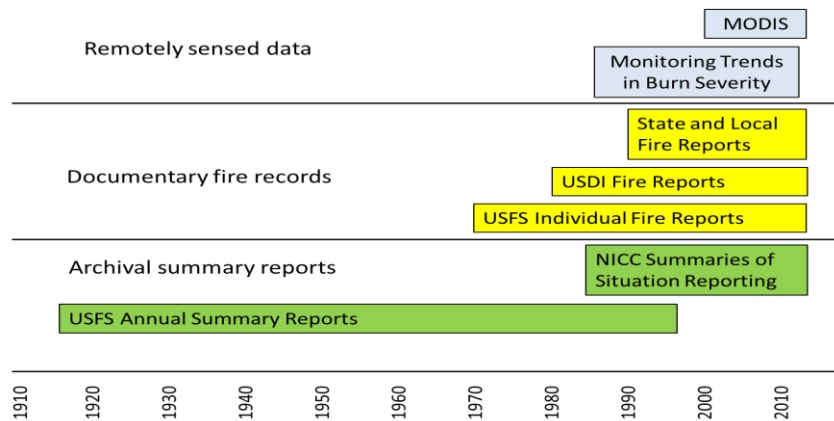 MODIS
Remotely sensed data
Monitoring Trends
in Burn Severity
State and Local
Fire Reports
Documentary fire records
USDI Fire Reports
USFS Individual Fire Reports
Archival summary reports
NICC Summaries of
Situation Reporting
USFS Annual Summary Reports
1910 1920 1930 1940 1950 1960 1970 1980 1990 2000 2010